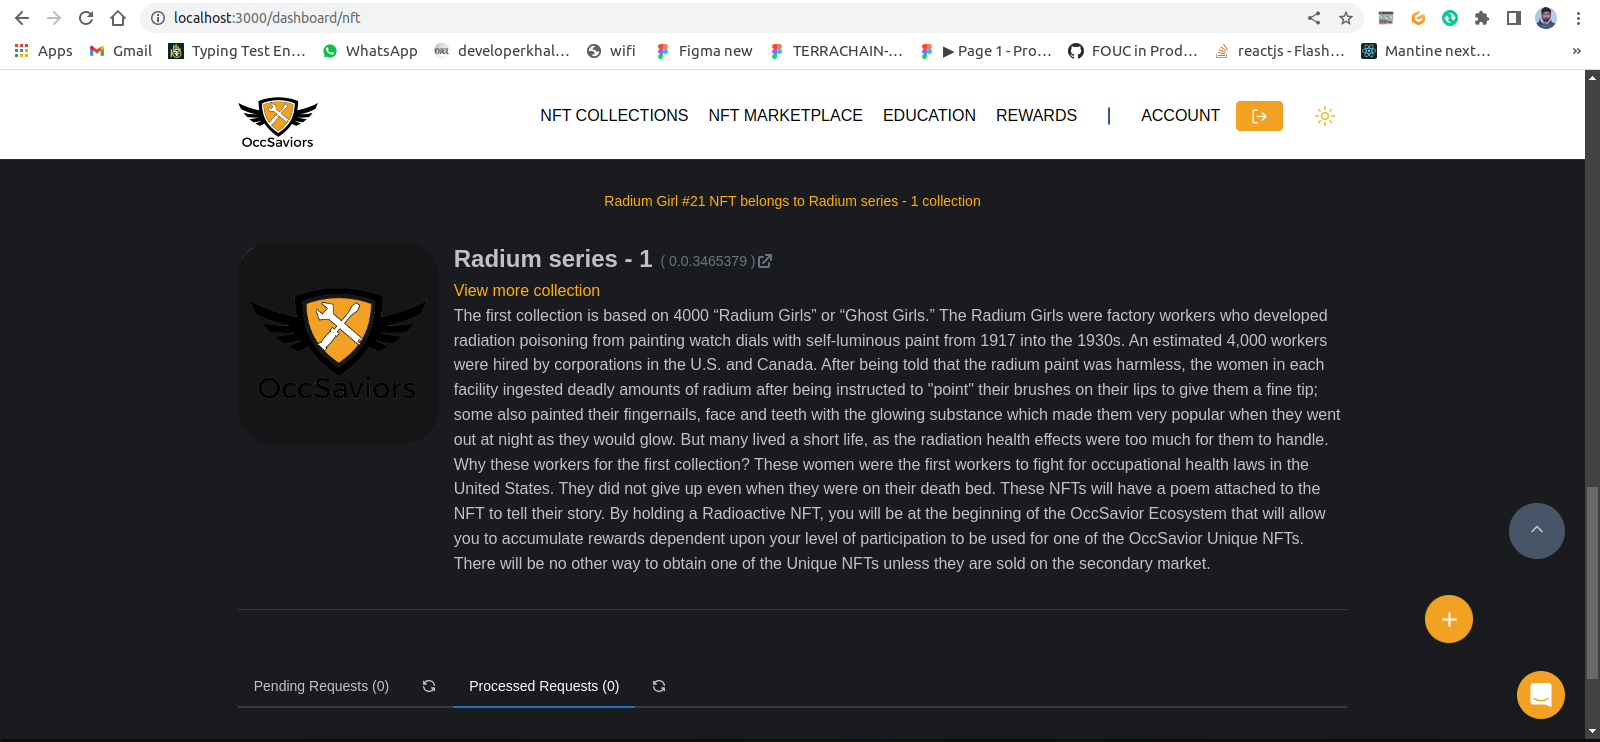 localhost:3000/dashboard/nft
Apps Gmail Typing Test En... WhatsApp developerkhal... wifi Figma new TERRACHAIN-... ▶ Page 1 - Pro... FOUC in Prod... reactjs - Flash... Mantine next... »
OccSaviors
NFT COLLECTIONS NFT MARKETPLACE EDUCATION REWARDS | ACCOUNT
Radium Girl #21 NFT belongs to Radium series - 1 collection
OccSaviors
Radium series - 1 ( 0.0.3465379 )
View more collection
The first collection is based on 4000 “Radium Girls” or “Ghost Girls.” The Radium Girls were factory workers who developed
radiation poisoning from painting watch dials with self-luminous paint from 1917 into the 1930s. An estimated 4,000 workers
were hired by corporations in the U.S. and Canada. After being told that the radium paint was harmless, the women in each
facility ingested deadly amounts of radium after being instructed to "point" their brushes on their lips to give them a fine tip;
some also painted their fingernails, face and teeth with the glowing substance which made them very popular when they went
out at night as they would glow. But many lived a short life, as the radiation health effects were too much for them to handle.
Why these workers for the first collection? These women were the first workers to fight for occupational health laws in the
United States. They did not give up even when they were on their death bed. These NFTs will have a poem attached to the
NFT to tell their story. By holding a Radioactive NFT, you will be at the beginning of the OccSavior Ecosystem that will allow
you to accumulate rewards dependent upon your level of participation to be used for one of the OccSavior Unique NFTs.
There will be no other way to obtain one of the Unique NFTs unless they are sold on the secondary market.
Pending Requests (0) Processed Requests (0)